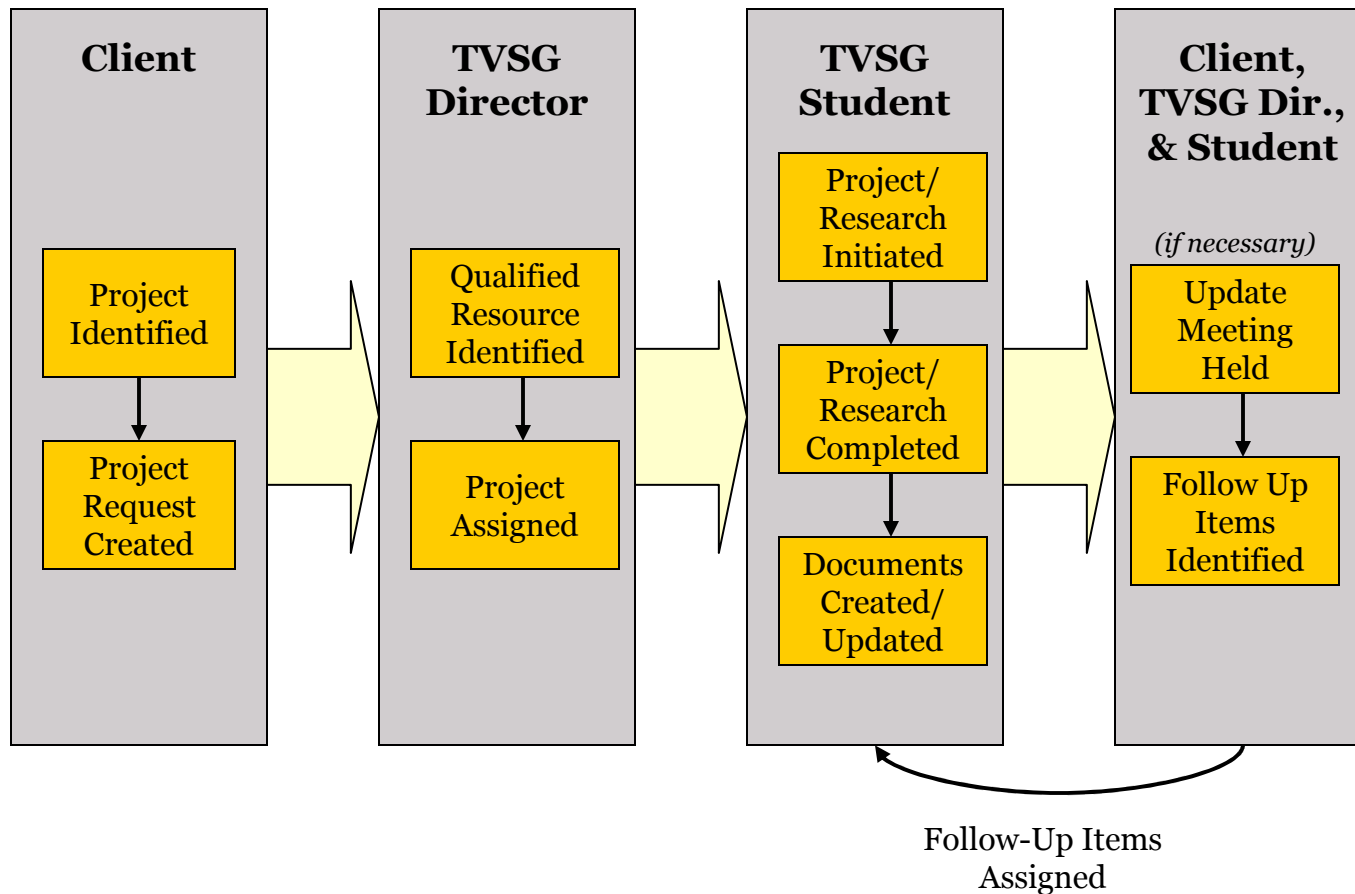 Client
Project
Identified
Project
Request
Created
TVSG
Director
Qualified
Resource
Identified
Project
Assigned
TVSG
Student
Project/
Research
Initiated
Project/
Research
Completed
Documents
Created/
Updated
Client,
TVSG Dir.,
& Student
(if necessary)
Update
Meeting
Held
Follow Up
Items
Identified
Follow-Up Items
Assigned